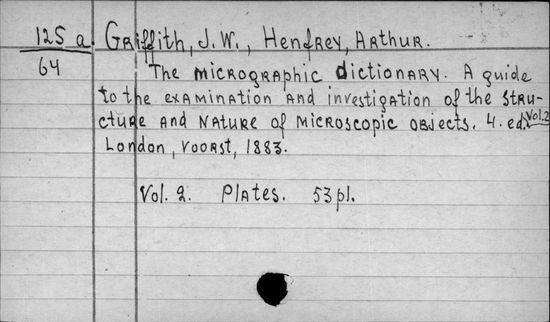 125 a. Griffith, J.W., Henfrey, Arthur.
64
The micrographic dictionary. A guide
to the examination and investigation of the stru-
cture and nature of microscopic objects. 4. ed. Vol.2
London, Voorst, 1883.
Vol. 2. Plates. 53 pl.